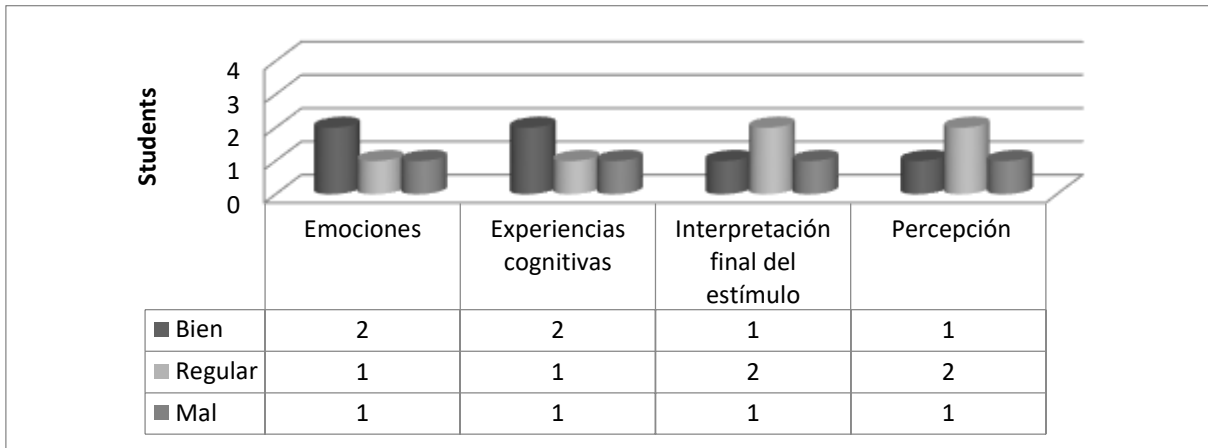 Students
4
3
2
1
0
Emociones
Experiencias
cognitivas
Interpretación
final del
estímulo
Percepción
Bien 2 2 1 1
Regular 1 1 2 2
Mal 1 1 1 1